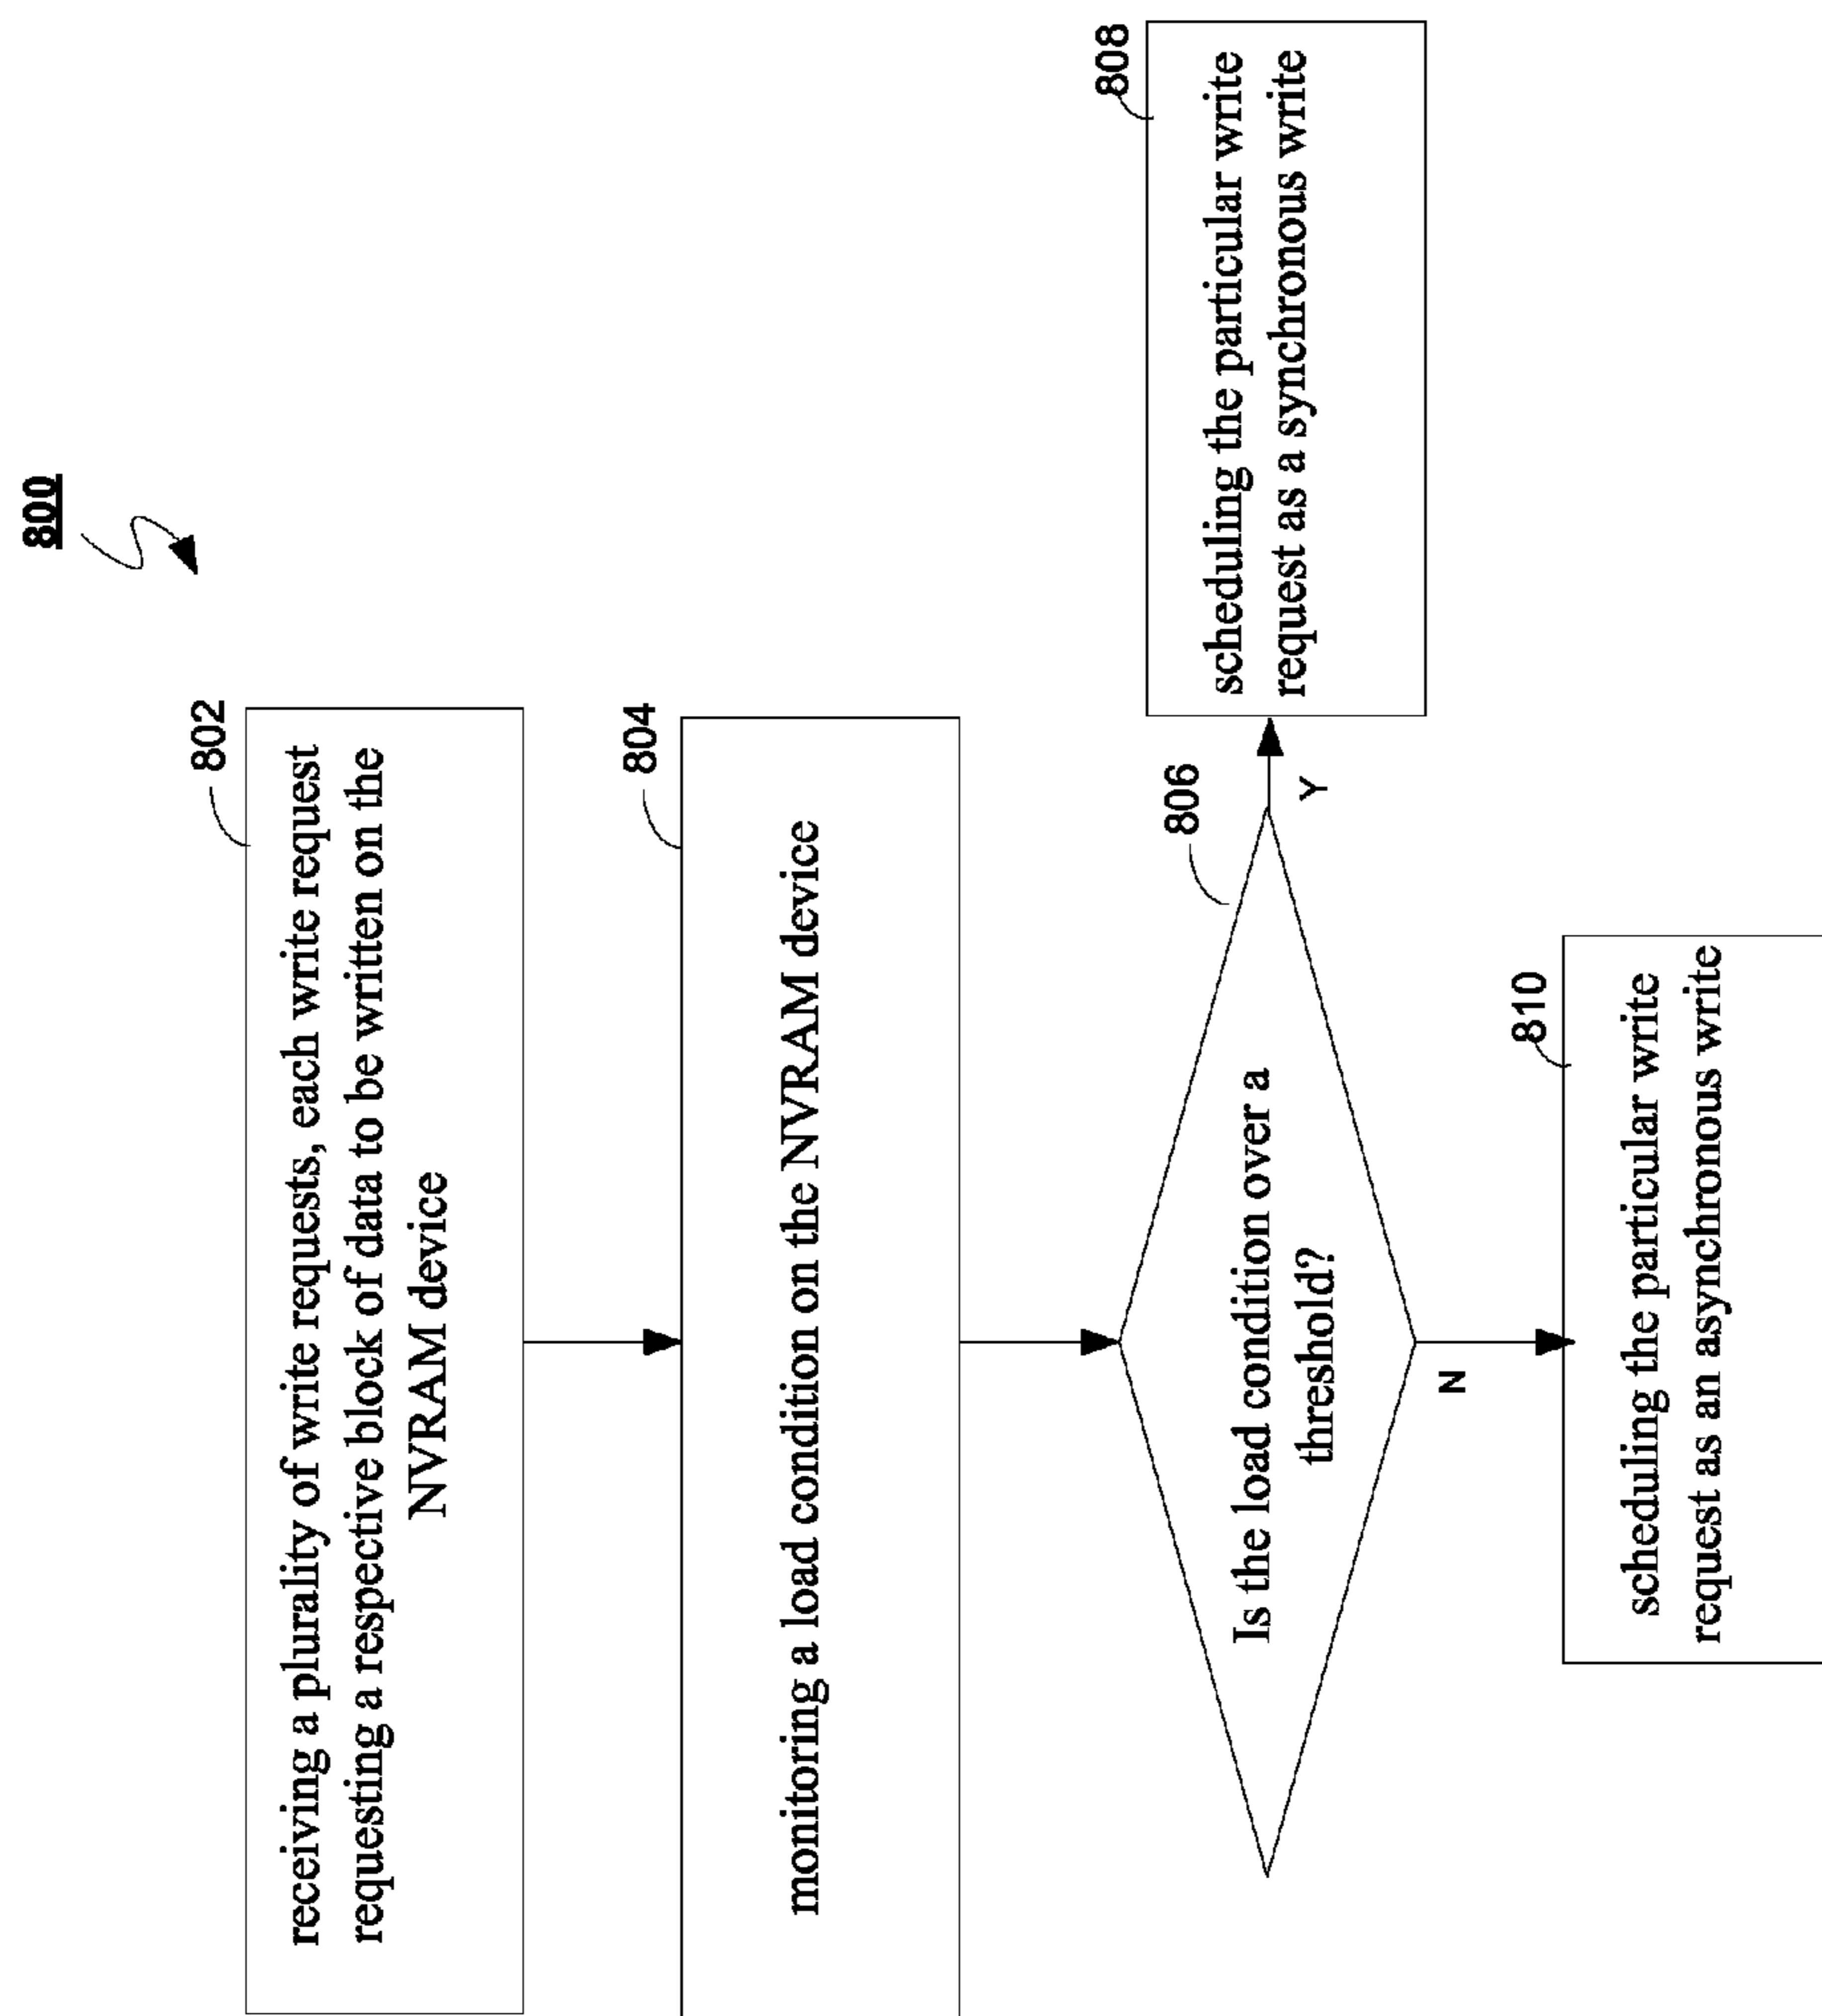 800
802
receiving a plurality of write requests, each write request
requesting a respective block of data to be written on the
NVRAM device
804
monitoring a load condition on the NVRAM device
806
Is the load condition over a
threshold?
Y
808
scheduling the particular write
request as a synchronous write
N
810
scheduling the particular write
request as an asynchronous write